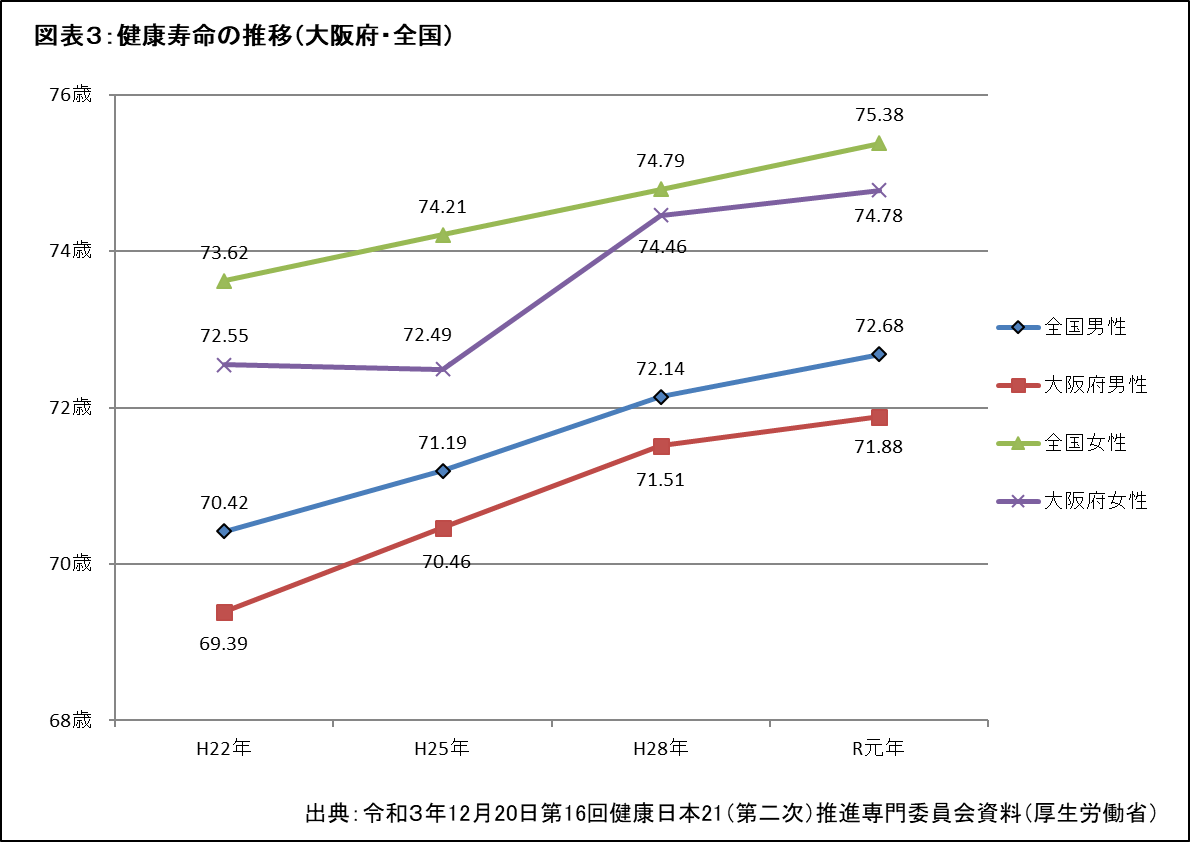 図表３：健康寿命の推移（大阪府・全国）
76歳
74歳
72歳
70歳
68歳
73.62
74.21
74.79
75.38
72.55
72.49
74.46
74.78
70.42
71.19
72.14
72.68
69.39
70.46
71.51
71.88
全国男性
大阪府男性
全国女性
大阪府女性
H22年
H25年
H28年
R元年
出典：令和３年12月20日第16回健康日本21（第二次）推進専門委員会資料（厚生労働省）